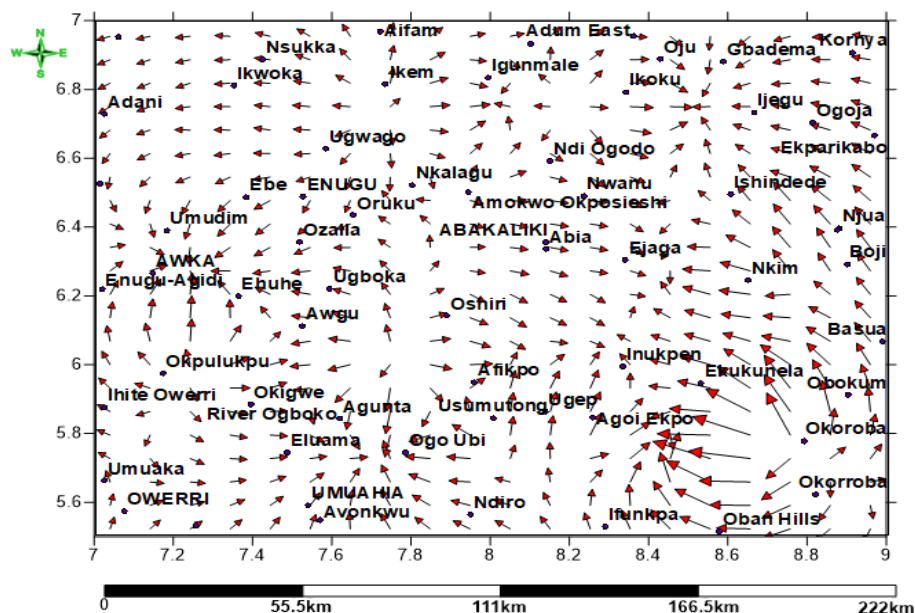 N
W E
S
7
6.8
6.6
6.4
6.2
6
5.8
5.6
Aifam
Adum East
Nsukka
Oju
Gbadema
Kornya
Igunmale
Ikwoka
Ikem
Ikoku
Adani
Ijegu
Ogoja
Ugwago
Ndi Ogodo
Ekparikabo
Nkalagu
Ebe
ENUGU
Nwanu
Ishindede
Oruku
Amokwo Okposieshi
Umudim
Ozalla
ABAKALIKI
Abia
Njua
Ejaga
Boji
AWKA
Enugu-Agidi
Ugboka
Nkim
Ehuhe
Oshiri
Awgu
Basua
Okpulukpu
Inukpen
Afikpo
Ekukunela
Obokum
Ihite Owerri
Okigwe
River Ogboko
Agunta
Usumutong
Ugep
Agoi Ekpo
Okoroba
Eluama
Ogo Ubi
Umuaka
Okorroba
OWERRI
UMUAHIA
Ndiro
Avonkwu
Ifunkpa
Oban Hills
7 7.2 7.4 7.6 7.8 8 8.2 8.4 8.6 8.8 9
0 55.5km 111km 166.5km 222km